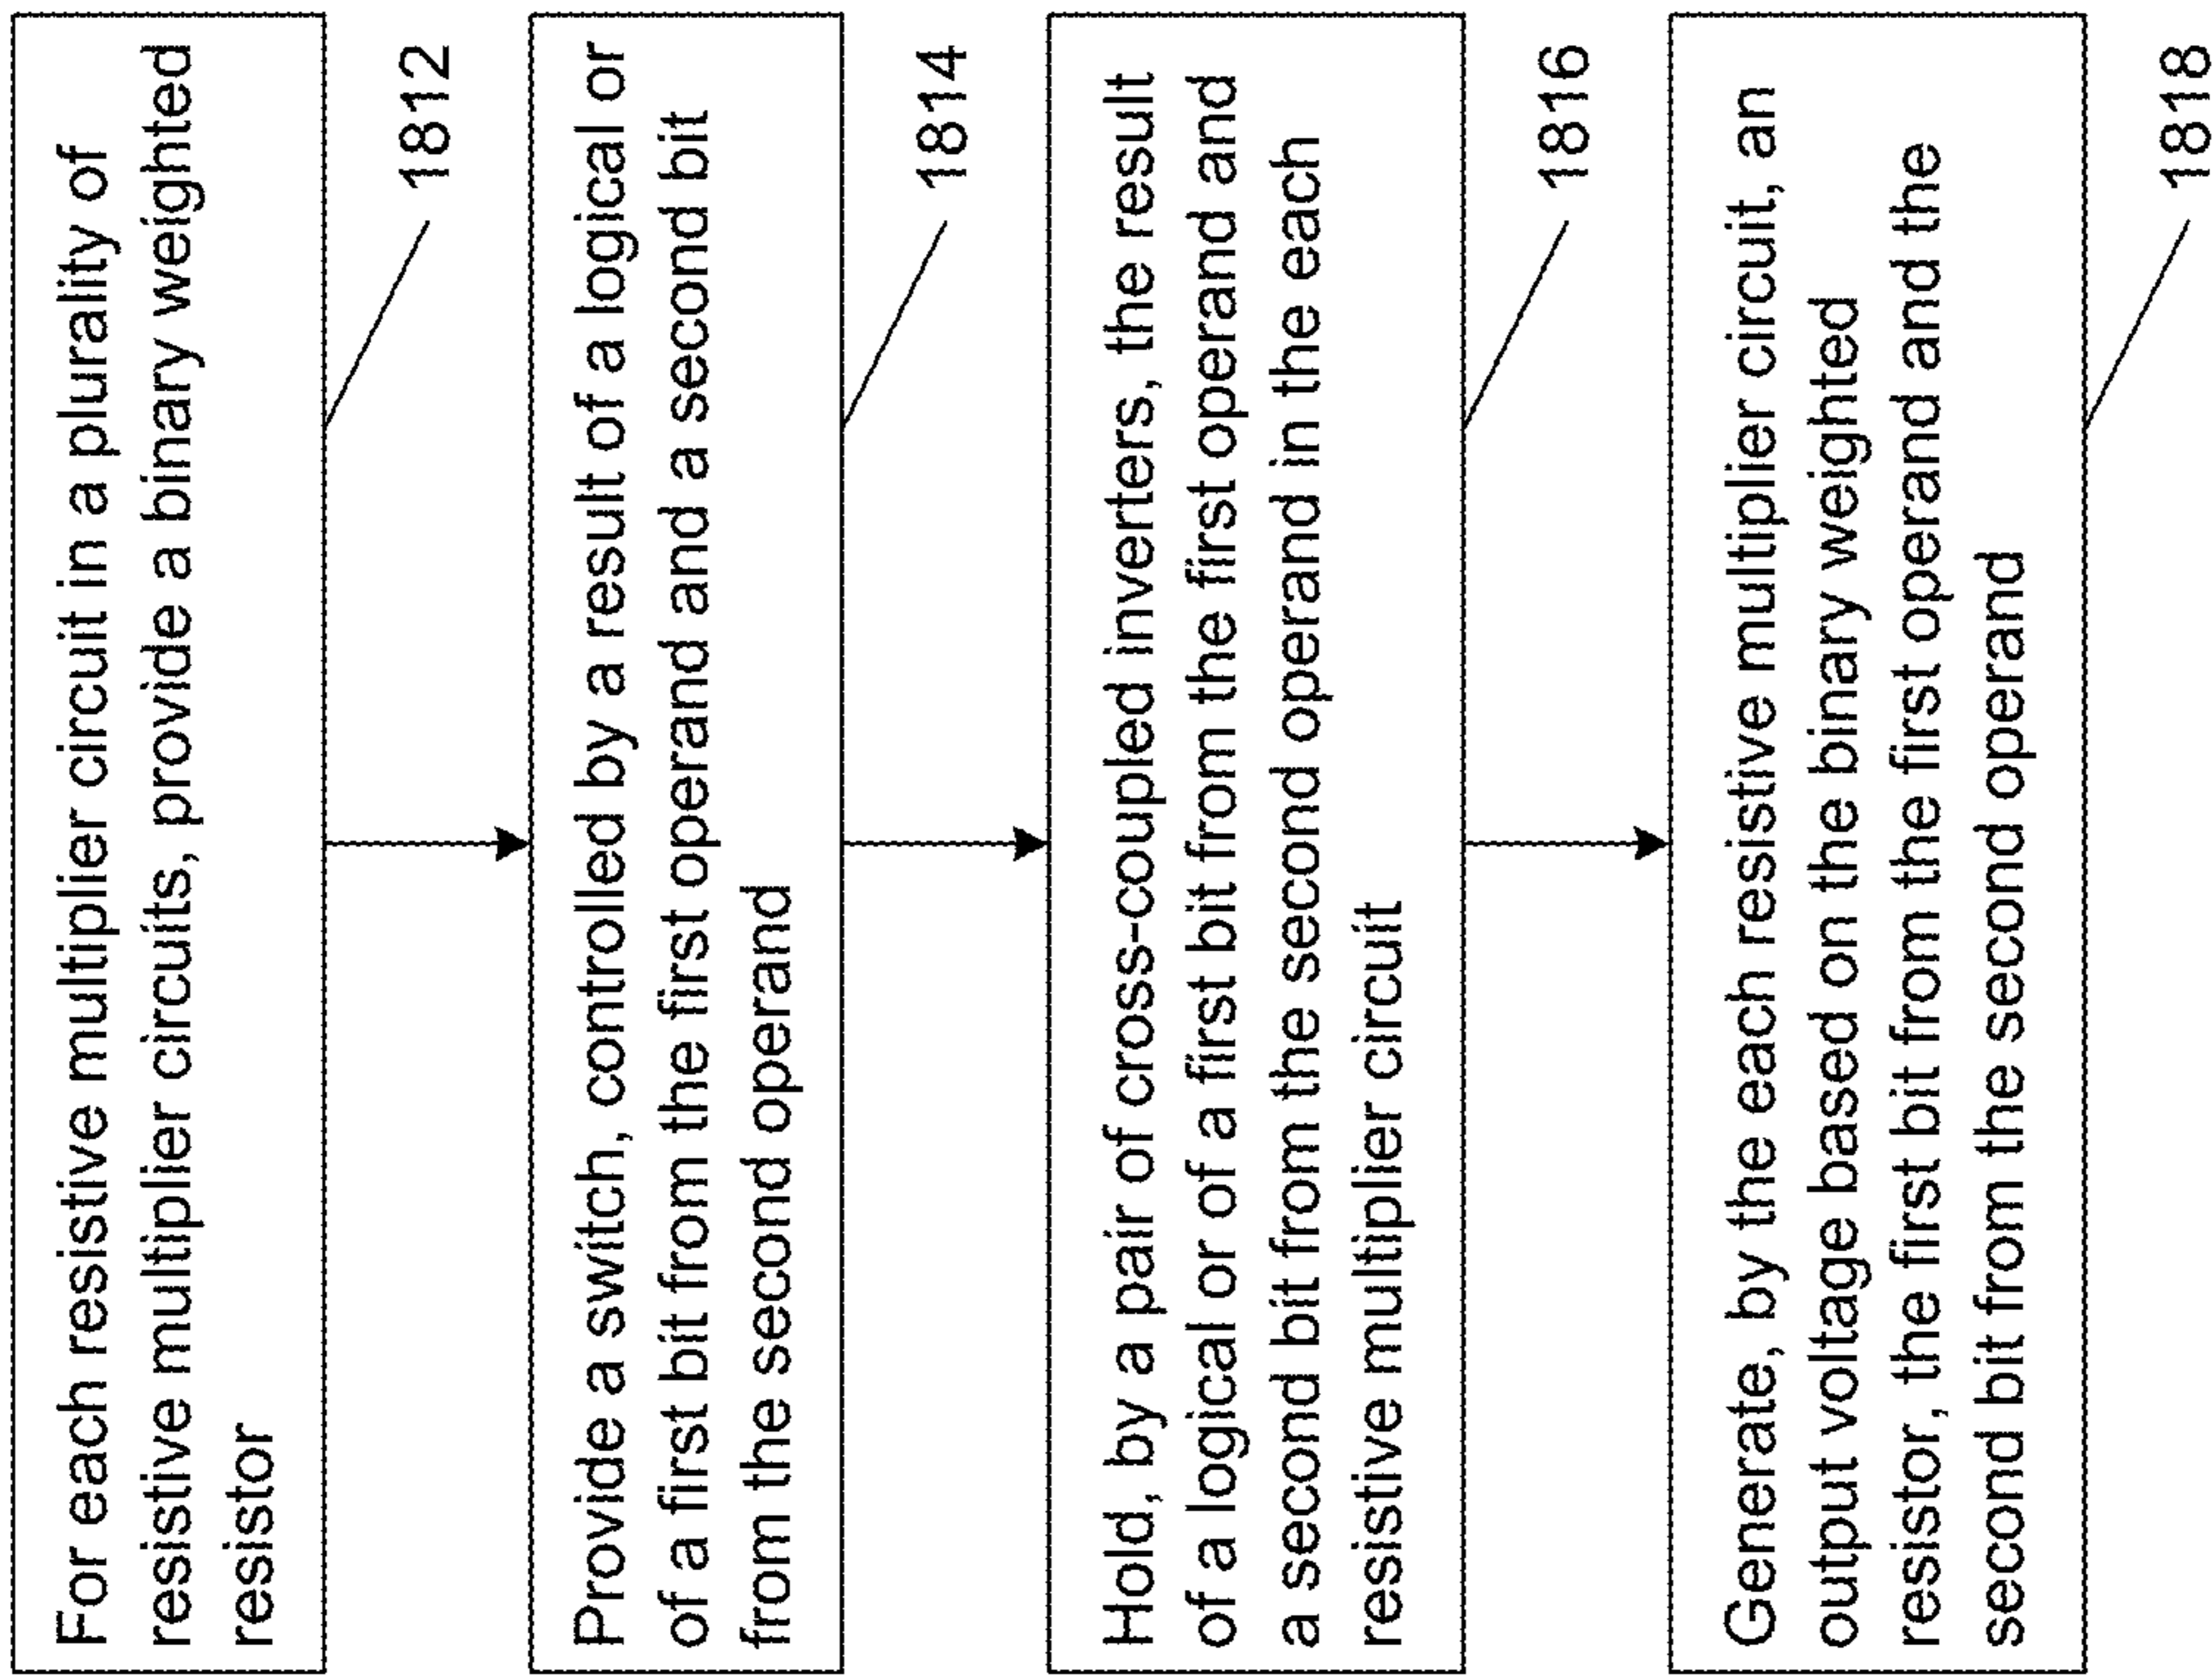 For each resistive multiplier circuit in a plurality of
resistive multiplier circuits, provide a binary weighted
resistor
1812
Provide a switch, controlled by a result of a logical or
of a first bit from the first operand and a second bit
from the second operand
1814
Hold, by a pair of cross-coupled inverters, the result
of a logical or of a first bit from the first operand and
a second bit from the second operand in the each
resistive multiplier circuit
1816
Generate, by the each resistive multiplier circuit, an
output voltage based on the binary weighted
resistor, the first bit from the first operand and the
second bit from the second operand
1818